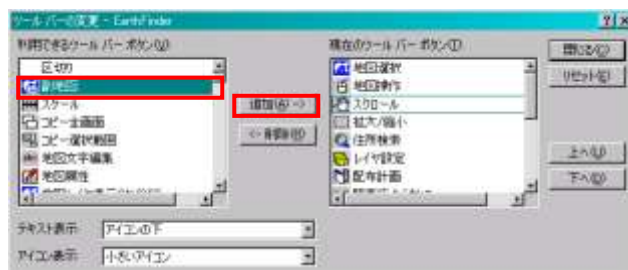 ツール バーの変更 - EarthFinder
利用できるツール バー ボタン(V)
現在のツール バー ボタン(T)
区切り
副地図
スケール
コピー全画面
コピー選択範囲
地図文字編集
地図属性
追加(A) ->
<- 削除(R)
地図選択
地図操作
スクロール
拡大/縮小
住所検索
レイヤ設定
配布計画
閉じる(C)
リセット(E)
上へ(U)
下へ(D)
テキスト表示
アイコンの下
アイコン表示
小さいアイコン